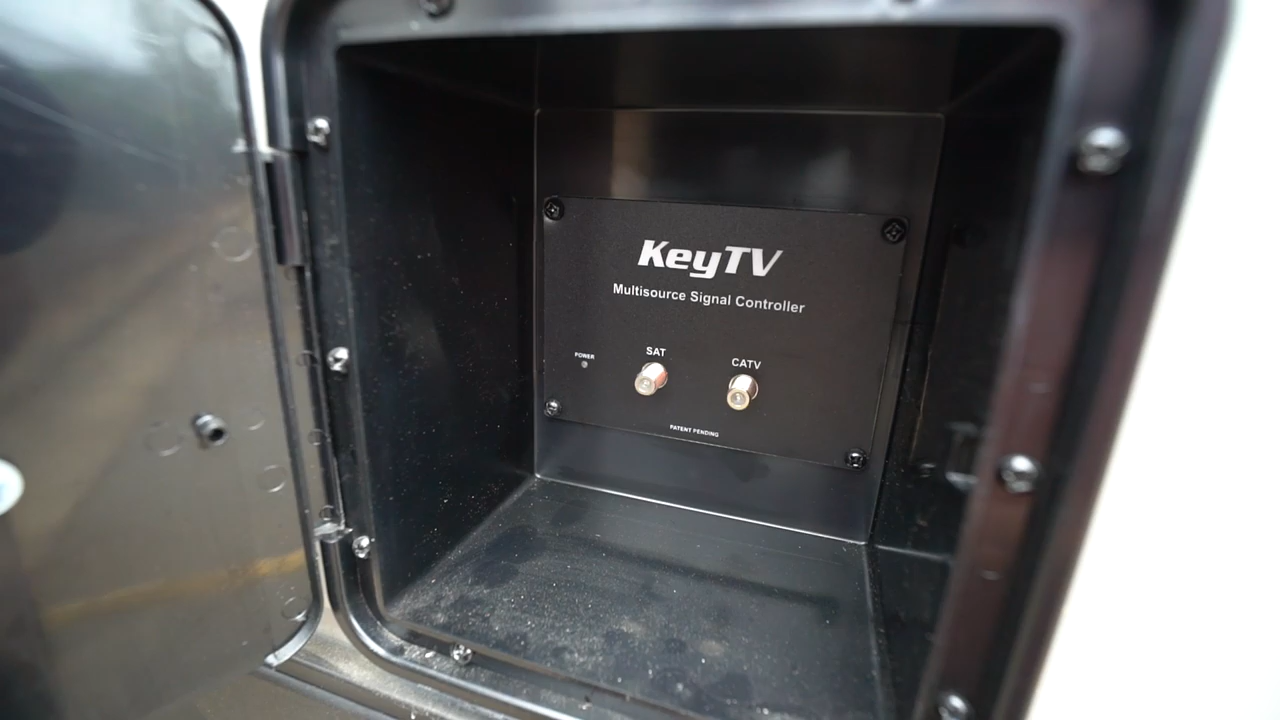 KeyTV
Multisource Signal Controller
POWER
SAT
CATV
PATENT PENDING